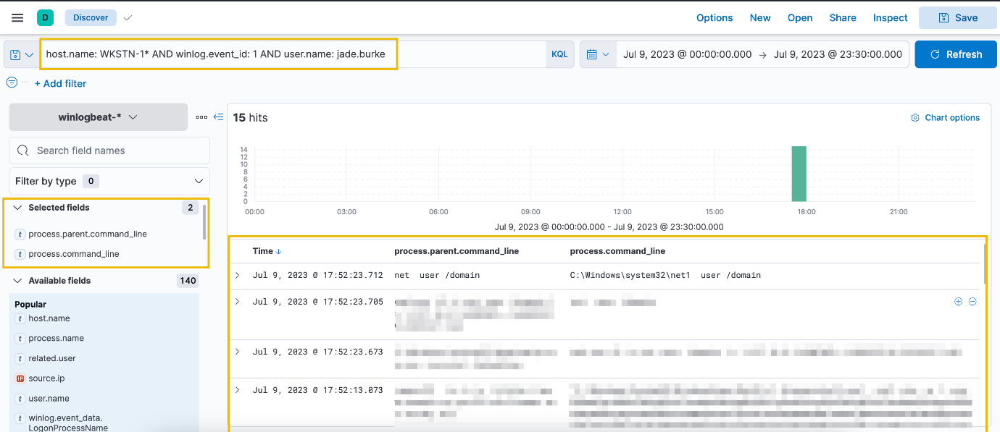 D Discover Options New Open Share Inspect Save
host.name: WKSTN-1* AND winlog.event_id: 1 AND user.name: jade.burke KQL Jul 9, 2023 @ 00:00:00.000 → Jul 9, 2023 @ 23:30:00.000 Refresh
+ Add filter
winlogbeat-*
15 hits Chart options
Search field names
Filter by type 0
Selected fields 2
t process.parent.command_line
t process.command_line
Available fields 140
Popular
t host.name
t process.name
t related.user
IP source.ip
t user.name
t winlog.event_data.
LogonProcessName
14
12
10
8
6
4
2
0
00:00 03:00 06:00 09:00 12:00 15:00 18:00 21:00
Jul 9, 2023 @ 00:00:00.000 - Jul 9, 2023 @ 23:30:00.000
Time ↓ process.parent.command_line process.command_line
Jul 9, 2023 @ 17:52:23.712 net user /domain C:\Windows\system32\net1 user /domain
Jul 9, 2023 @ 17:52:23.705
Jul 9, 2023 @ 17:52:23.673
Jul 9, 2023 @ 17:52:13.073